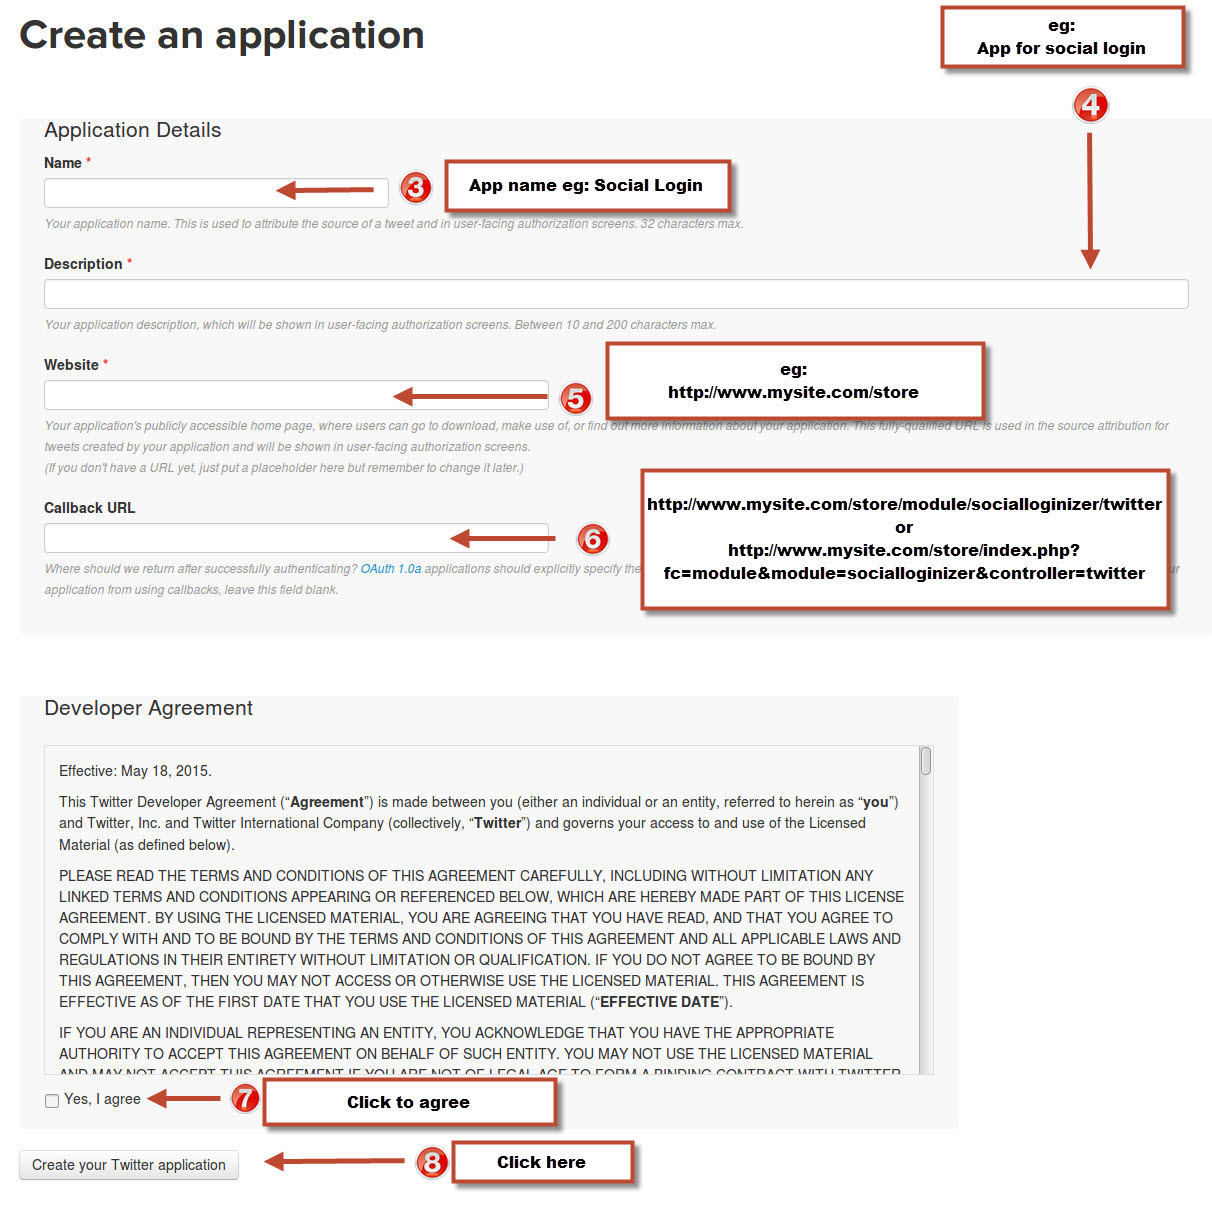 Create an application
eg:
App for social login
4
Application Details
Name *
3
App name eg: Social Login
Your application name. This is used to attribute the source of a tweet and in user-facing authorization screens. 32 characters max.
Description *
Your application description, which will be shown in user-facing authorization screens. Between 10 and 200 characters max.
Website *
5
eg:
http://www.mysite.com/store
Your application's publicly accessible home page, where users can go to download, make use of, or find out more information about your application. This fully-qualified URL is used in the source attribution for
tweets created by your application and will be shown in user-facing authorization screens.
(If you don't have a URL yet, just put a placeholder here but remember to change it later.)
Callback URL
6
http://www.mysite.com/store/module/socialloginizer/twitter
or
http://www.mysite.com/store/index.php?
fc=module&module=socialloginizer&controller=twitter
Where should we return after successfully authenticating? OAuth 1.0a applications should explicitly specify the
application from using callbacks, leave this field blank.
Developer Agreement
Effective: May 18, 2015.
This Twitter Developer Agreement (“Agreement”) is made between you (either an individual or an entity, referred to herein as “you”)
and Twitter, Inc. and Twitter International Company (collectively, “Twitter”) and governs your access to and use of the Licensed
Material (as defined below).
PLEASE READ THE TERMS AND CONDITIONS OF THIS AGREEMENT CAREFULLY, INCLUDING WITHOUT LIMITATION ANY
LINKED TERMS AND CONDITIONS APPEARING OR REFERENCED BELOW, WHICH ARE HEREBY MADE PART OF THIS LICENSE
AGREEMENT. BY USING THE LICENSED MATERIAL, YOU ARE AGREEING THAT YOU HAVE READ, AND THAT YOU AGREE TO
COMPLY WITH AND TO BE BOUND BY THE TERMS AND CONDITIONS OF THIS AGREEMENT AND ALL APPLICABLE LAWS AND
REGULATIONS IN THEIR ENTIRETY WITHOUT LIMITATION OR QUALIFICATION. IF YOU DO NOT AGREE TO BE BOUND BY
THIS AGREEMENT, THEN YOU MAY NOT ACCESS OR OTHERWISE USE THE LICENSED MATERIAL. THIS AGREEMENT IS
EFFECTIVE AS OF THE FIRST DATE THAT YOU USE THE LICENSED MATERIAL (“EFFECTIVE DATE”).
IF YOU ARE AN INDIVIDUAL REPRESENTING AN ENTITY, YOU ACKNOWLEDGE THAT YOU HAVE THE APPROPRIATE
AUTHORITY TO ACCEPT THIS AGREEMENT ON BEHALF OF SUCH ENTITY. YOU MAY NOT USE THE LICENSED MATERIAL
AND MAY NOT ACCEPT THIS AGREEMENT IF YOU ARE NOT OF LEGAL AGE TO FORM A BINDING CONTRACT WITH TWITTER
Yes, I agree
7
Click to agree
Create your Twitter application
8
Click here